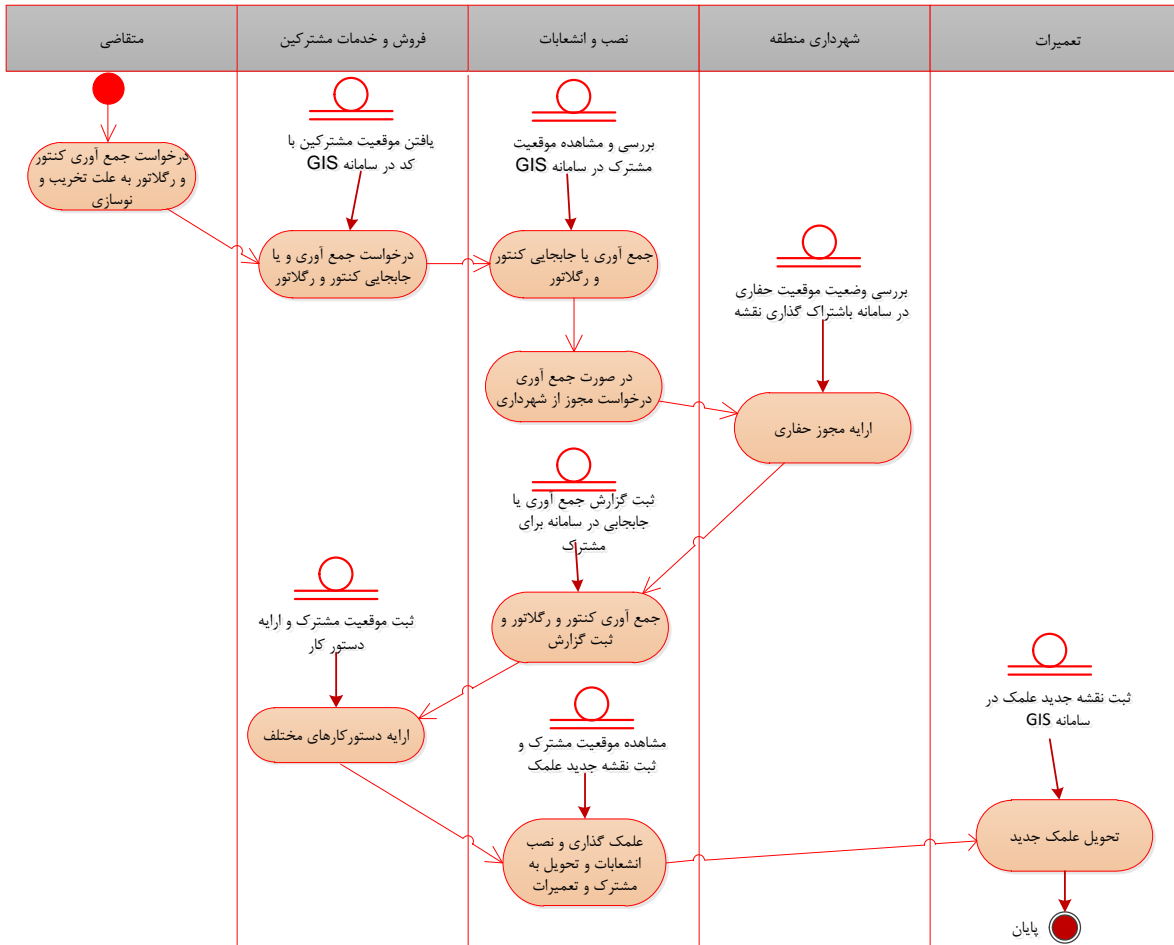 متقاضی
فروش و خدمات مشترکین
نصب و انشعابات
شهرداری منطقه
تعمیرات
درخواست جمع آوری کنتور
و رگلاتور به علت تخریب و
نوسازی
یافتن موقعیت مشترکین با
کد در سامانه GIS
درخواست جمع آوری و یا
جابجایی کنتور و رگلاتور
بررسی و مشاهده موقعیت
مشترک در سامانه GIS
جمع آوری یا جابجایی کنتور
و رگلاتور
در صورت جمع آوری
درخواست مجوز از شهرداری
بررسی وضعیت موقعیت حفاری
در سامانه باشتراک گذاری نقشه
ارایه مجوز حفاری
ثبت گزارش جمع آوری یا
جابجابی در سامانه برای
مشترک
جمع آوری کنتور و رگلاتور و
ثبت گزارش
ثبت موقعیت مشترک و ارایه
دستور کار
ارایه دستورکارهای مختلف
مشاهده موقعیت مشترک و
ثبت نقشه جدید علمک
علمک گذاری و نصب
انشعابات و تحویل به
مشترک و تعمیرات
ثبت نقشه جدید علمک در
سامانه GIS
تحویل علمک جدید
پایان